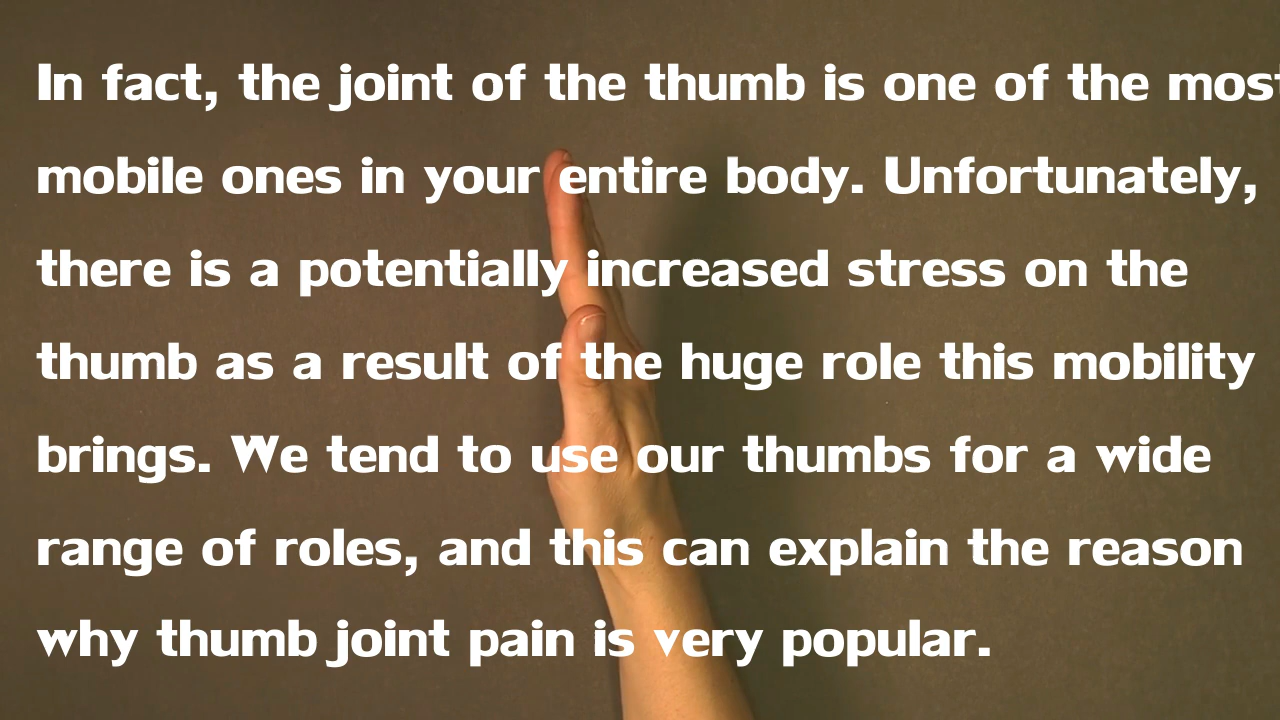 In fact, the joint of the thumb is one of the most
mobile ones in your entire body. Unfortunately,
there is a potentially increased stress on the
thumb as a result of the huge role this mobility
brings. We tend to use our thumbs for a wide
range of roles, and this can explain the reason
why thumb joint pain is very popular.